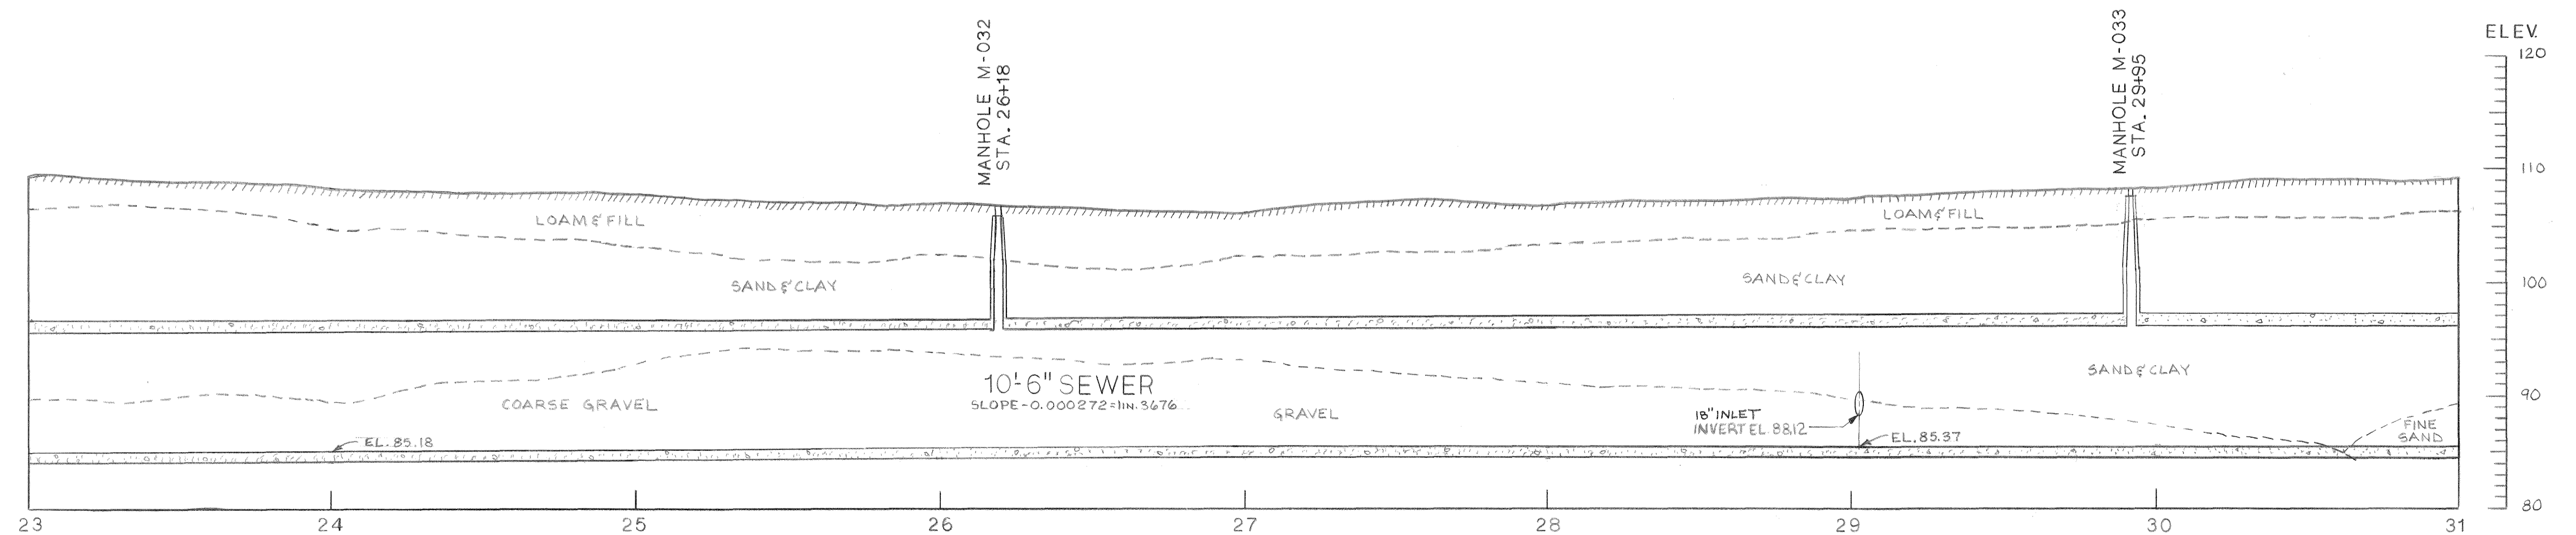 MANHOLE M-032
STA. 26+18
MANHOLE M-033
STA. 29+95
ELEV.
120
110
100
90
80
LOAM & FILL
LOAM & FILL
SAND & CLAY
SAND & CLAY
SAND & CLAY
10'-6" SEWER
SLOPE-0.000272=1IN.3676
COARSE GRAVEL
GRAVEL
18" INLET
INVERT EL. 88.12
FINE
SAND
EL. 85.18
EL. 85.37
23
24
25
26
27
28
29
30
31